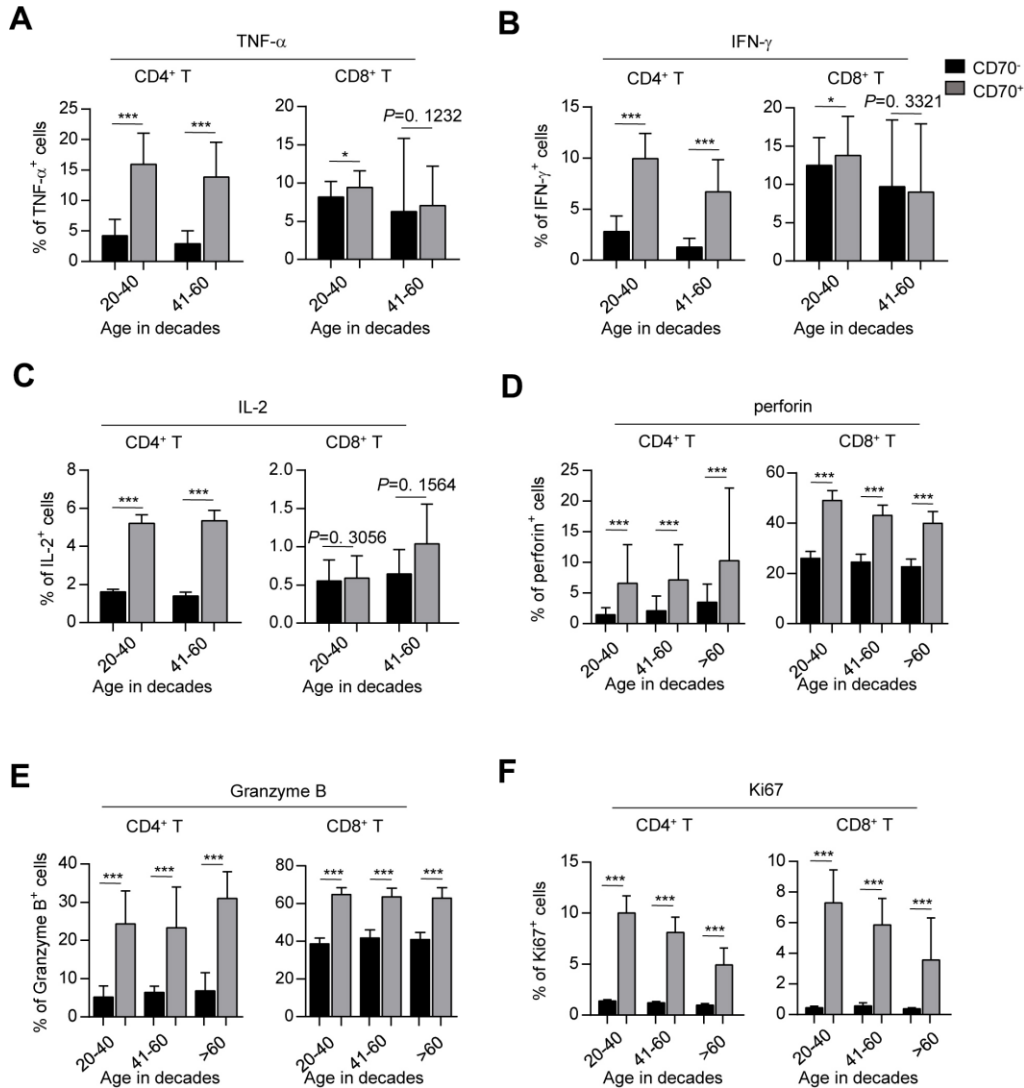 A
TNF-α
CD4⁺ T
CD8⁺ T
% of TNF-α⁺ cells
25
20
15
10
5
0
*** ***
20-40 41-60
Age in decades
20
15
10
5
0
*
P=0. 1232
20-40 41-60
Age in decades
B
IFN-γ
CD4⁺ T
CD8⁺ T
CD70⁻
CD70⁺
% of IFN-γ⁺ cells
15
10
5
0
*** ***
20-40 41-60
Age in decades
20
15
10
5
0
*
P=0. 3321
20-40 41-60
Age in decades
C
IL-2
CD4⁺ T
CD8⁺ T
% of IL-2⁺ cells
8
6
4
2
0
*** ***
20-40 41-60
Age in decades
2.0
1.5
1.0
0.5
0.0
P=0. 3056
P=0. 1564
20-40 41-60
Age in decades
D
perforin
CD4⁺ T
CD8⁺ T
% of perforin⁺ cells
25
20
15
10
5
0
*** *** ***
20-40 41-60 >60
Age in decades
60
40
20
0
*** *** ***
20-40 41-60 >60
Age in decades
E
Granzyme B
CD4⁺ T
CD8⁺ T
% of Granzyme B⁺ cells
40
30
20
10
0
*** *** ***
20-40 41-60 >60
Age in decades
80
60
40
20
0
*** *** ***
20-40 41-60 >60
Age in decades
F
Ki67
CD4⁺ T
CD8⁺ T
% of Ki67⁺ cells
15
10
5
0
*** *** ***
20-40 41-60 >60
Age in decades
10
8
6
4
2
0
*** *** ***
20-40 41-60 >60
Age in decades